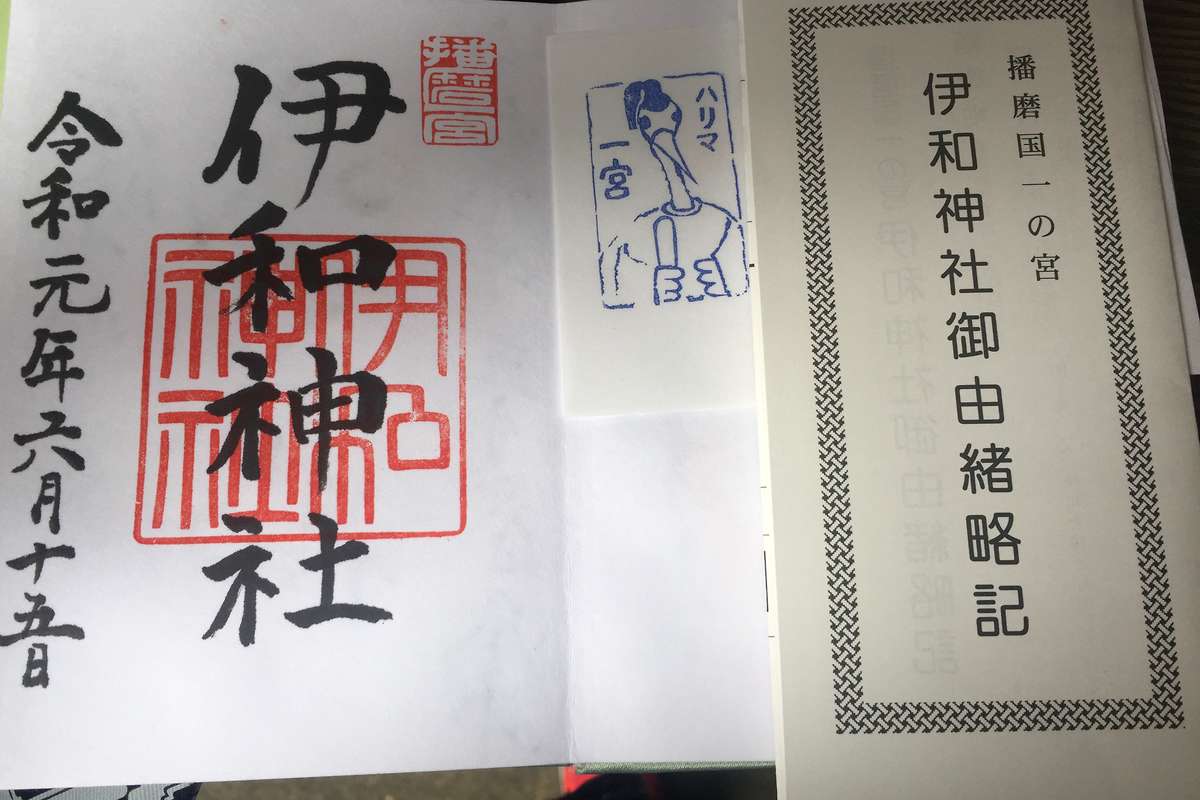 播磨国一の宮
伊和神社御由緒略記
ハリマ
一宮
播磨一宮
伊和神社
伊和
神社
令和元年六月十五日